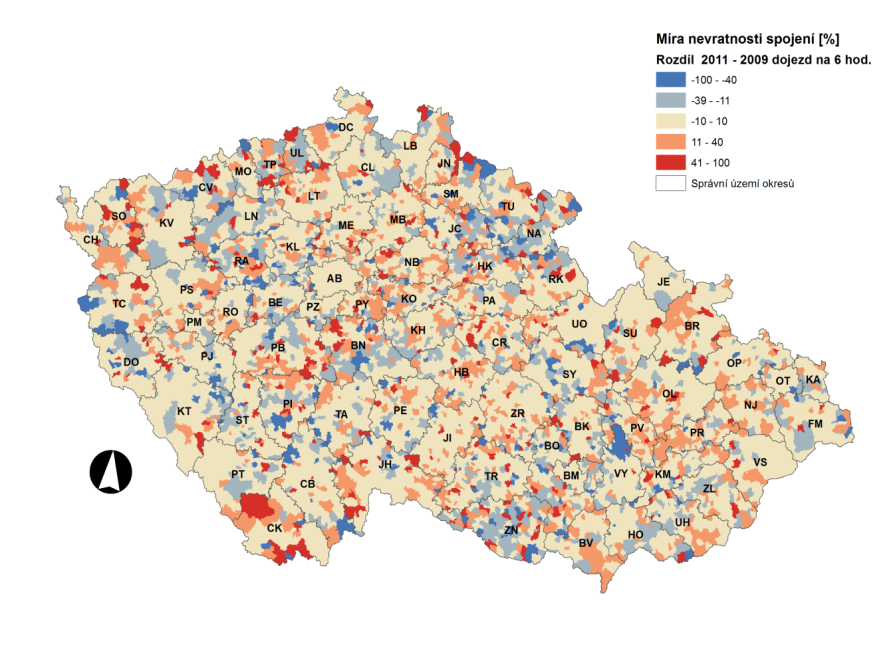 Míra nevratnosti spojení [%]
Rozdíl 2011 - 2009 dojezd na 6 hod.
-100 - -40
-39 - -11
-10 - 10
11 - 40
41 - 100
Správní území okresů
DC
LB
UL
TP
MO
CL
JN
CV
LT
SM
TU
SO
KV
LN
ME
MB
JC
NA
CH
KL
RA
NB
HK
AB
RK
JE
TC
PS
BE
PZ
PY
KO
PA
RO
PM
KH
UO
SU
BR
PJ
PB
BN
CR
OP
DO
HB
SY
OT
KA
OL
KT
ST
PI
TA
PE
ZR
BK
PV
NJ
FM
PR
JI
BO
VS
PT
CB
JH
TR
BM
VY
KM
ZL
CK
ZN
UH
BV
HO